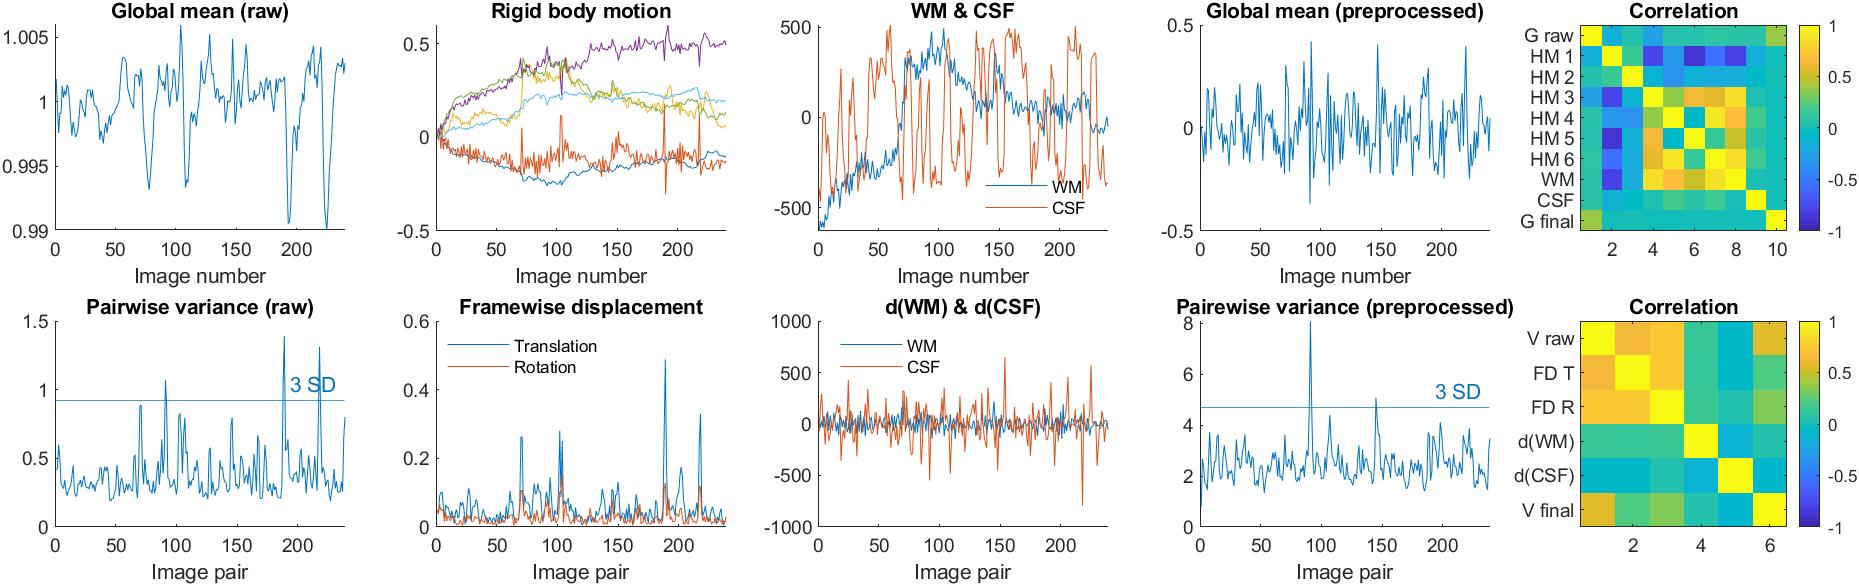 Global mean (raw)
1.005
1
0.995
0.99
0 50 100 150 200
Image number
Rigid body motion
0.5
0
-0.5
0 50 100 150 200
Image number
WM & CSF
500
0
-500
WM
CSF
0 50 100 150 200
Image number
Global mean (preprocessed)
0.5
0
-0.5
0 50 100 150 200
Image number
Correlation
G raw
HM 1
HM 2
HM 3
HM 4
HM 5
HM 6
WM
CSF
G final
2 4 6 8 10
1
0.5
0
-0.5
-1
Pairwise variance (raw)
1.5
1
0.5
0
3 SD
0 50 100 150 200
Image pair
Framewise displacement
0.6
0.4
0.2
0
Translation
Rotation
0 50 100 150 200
Image pair
d(WM) & d(CSF)
1000
500
0
-500
-1000
WM
CSF
0 50 100 150 200
Pairewise variance (preprocessed)
8
6
4
2
0
3 SD
0 50 100 150 200
Image pair
Correlation
V raw
FD T
FD R
d(WM)
d(CSF)
V final
2 4 6
1
0.5
0
-0.5
-1